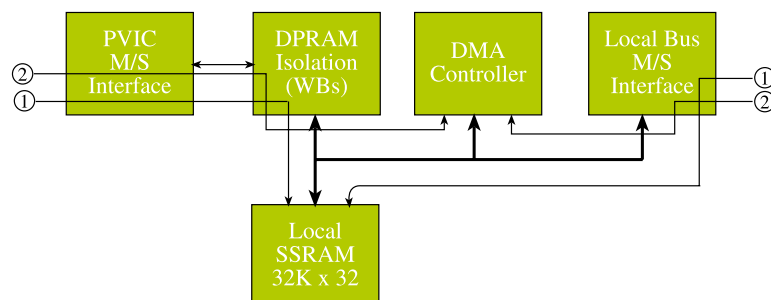 PVIC
M/S
Interface
DPRAM
Isolation
(WBs)
DMA
Controller
Local Bus
M/S
Interface
2
1
1
2
Local
SSRAM
32K x 32